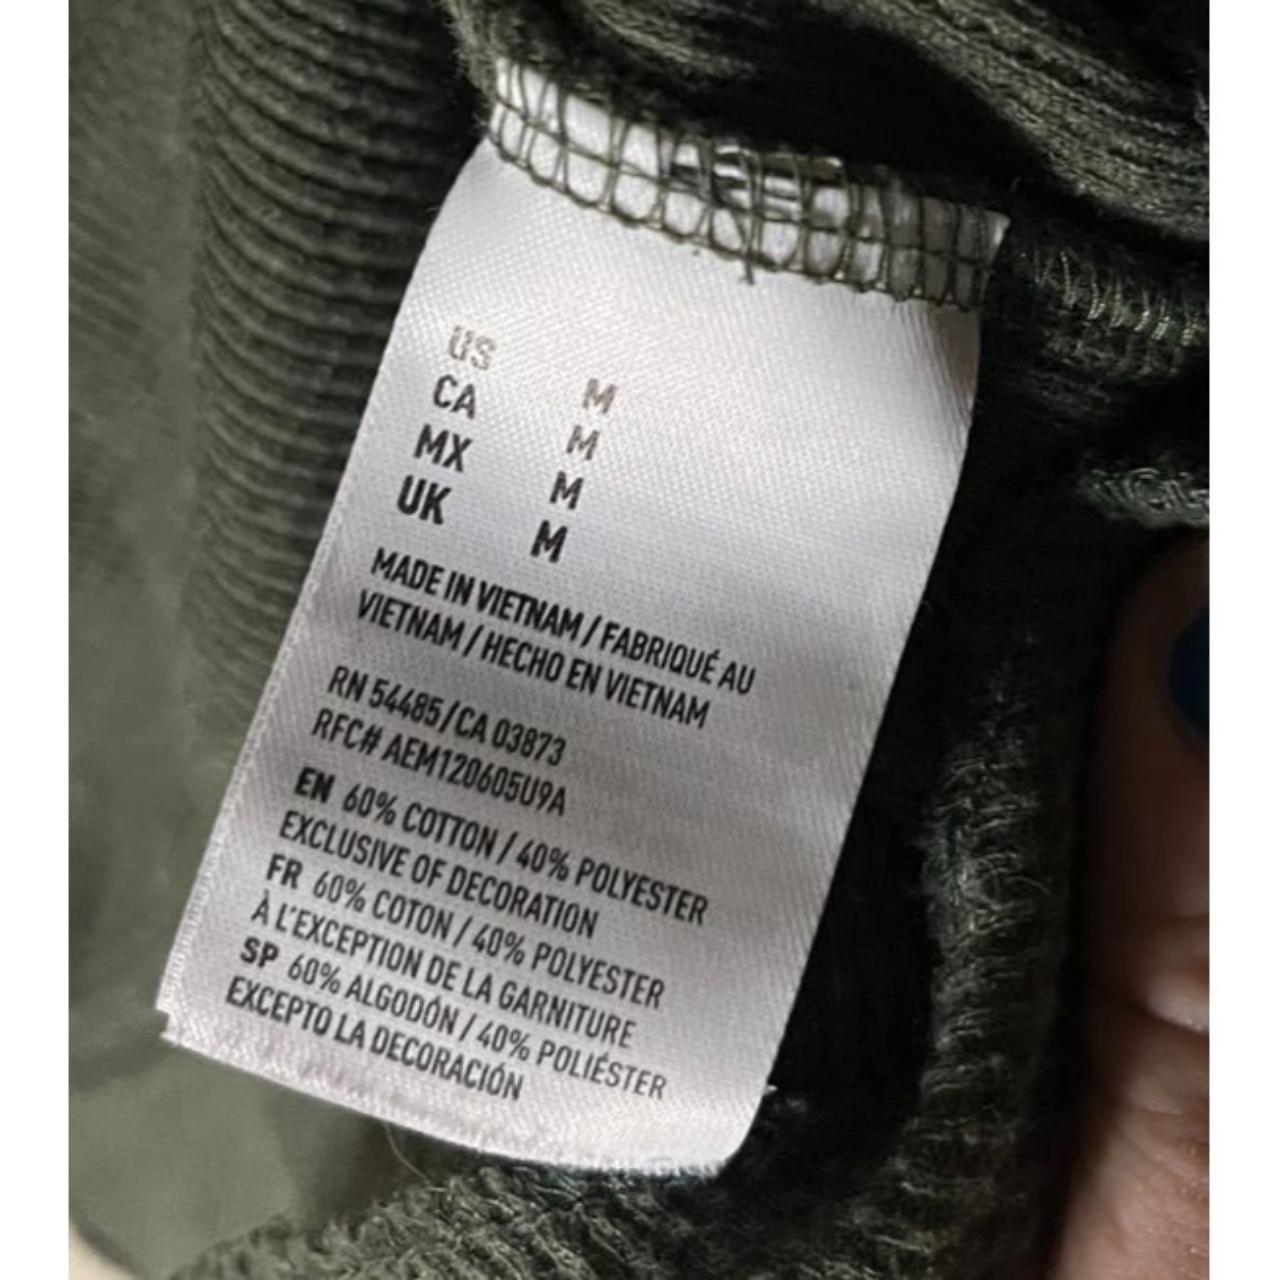 US M
CA M
MX M
UK M
MADE IN VIETNAM / FABRIQUÉ AU
VIETNAM / HECHO EN VIETNAM
RN 54485/CA 03873
RFC# AEM120605U9A
EN 60% COTTON / 40% POLYESTER
EXCLUSIVE OF DECORATION
FR 60% COTON / 40% POLYESTER
À L'EXCEPTION DE LA GARNITURE
SP 60% ALGODÓN / 40% POLIÉSTER
EXCEPTO LA DECORACIÓN